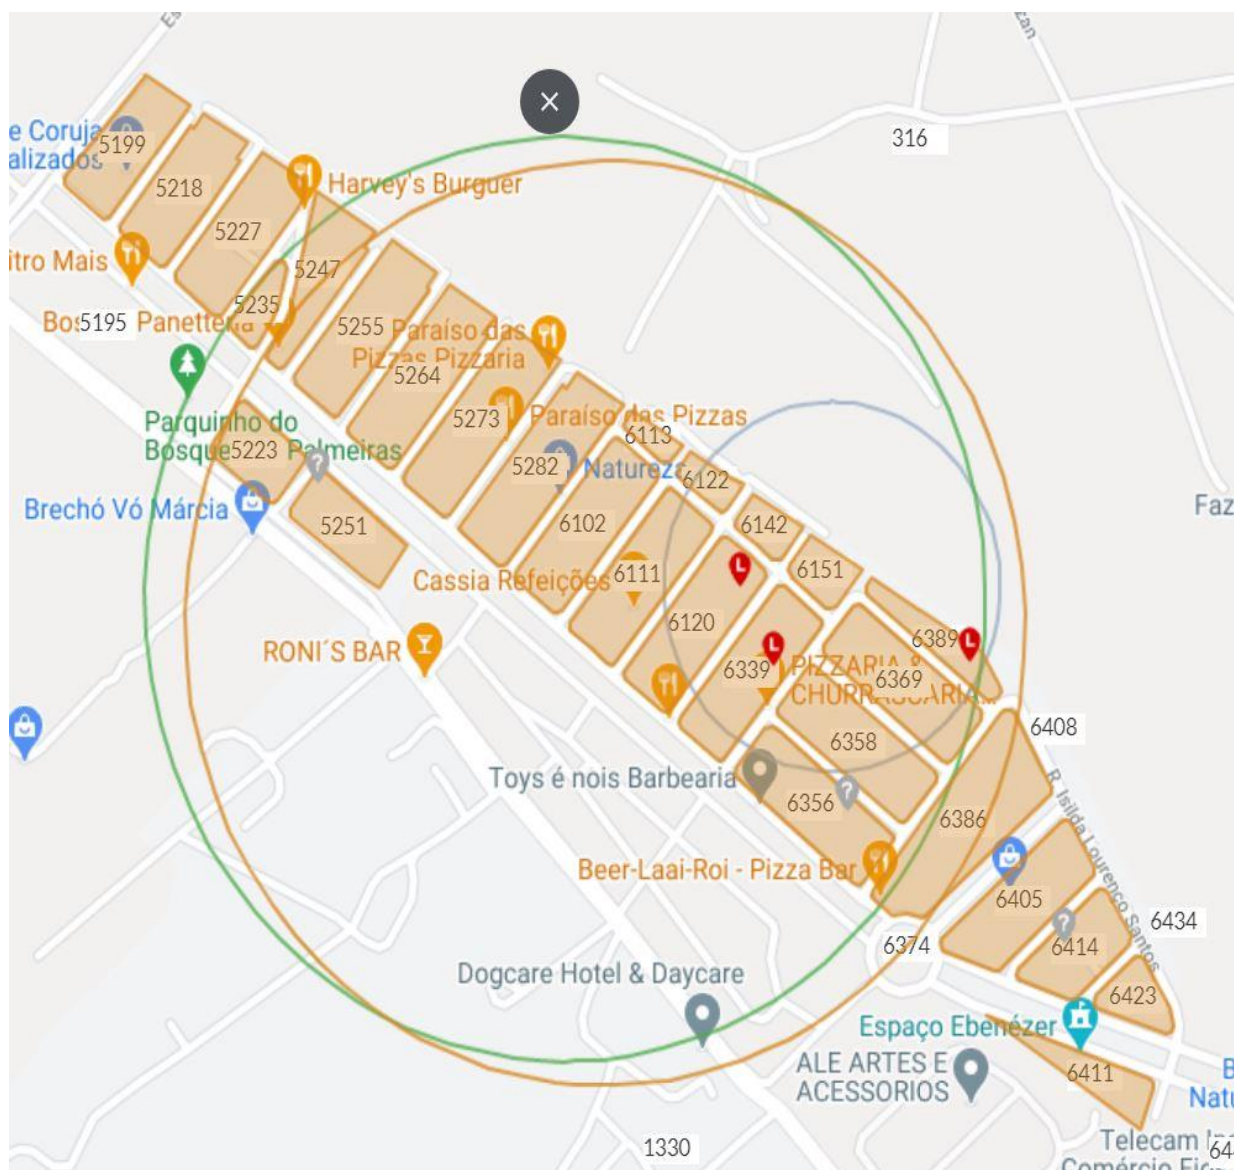 316
e Coruja
alizados
5199
5218
Harvey's Burguer
5227
itro Mais
5247
5235
Bos Panetteria
5195
5255
Paraíso das
Pizzas Pizzaria
5264
Parquinho do
Bosque Palmeiras
5223
5273
Paraíso das Pizzas
6113
5282
Natureza
6122
Brechó Vó Márcia
5251
6102
6142
Faz
Cassia Refeições
6111
6151
6120
6389
RONI´S BAR
6339
PIZZARIA &
CHURRASCARIA...
6369
6408
6358
Toys é nois Barbearia
6356
6386
R. Isilda Lourenço Santos
Beer-Laai-Roi - Pizza Bar
6405
6434
6374
6414
Dogcare Hotel & Daycare
6423
Espaço Ebenézer
ALE ARTES E
ACESSORIOS
6411
B
Natu
1330
Telecam